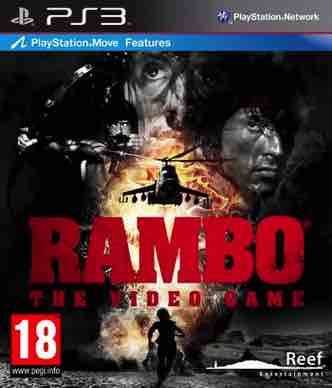 PS3
PlayStation®Network
PlayStation®Move Features
RAMBO
THE VIDEO GAME
18
www.pegi.info
Reef
Entertainment